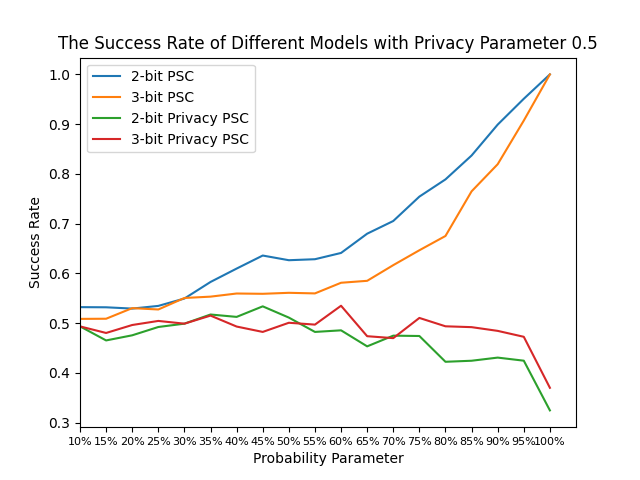 The Success Rate of Different Models with Privacy Parameter 0.5
2-bit PSC
3-bit PSC
2-bit Privacy PSC
3-bit Privacy PSC
Success Rate
1.0
0.9
0.8
0.7
0.6
0.5
0.4
0.3
10% 15% 20% 25% 30% 35% 40% 45% 50% 55% 60% 65% 70% 75% 80% 85% 90% 95% 100%
Probability Parameter